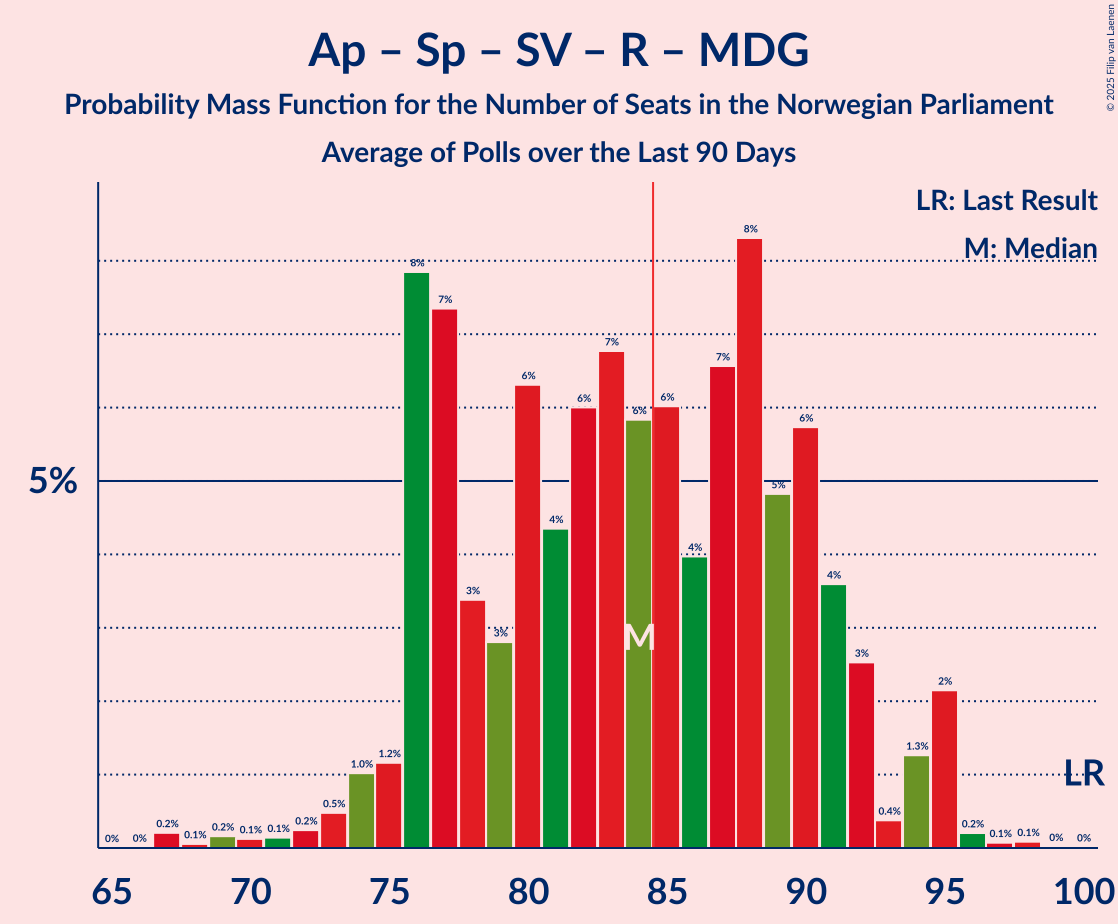 Ap – Sp – SV – R – MDG
Probability Mass Function for the Number of Seats in the Norwegian Parliament
Average of Polls over the Last 90 Days
© 2025 Filip van Laenen
LR: Last Result
M: Median
5%
0% 0% 0.2% 0.1% 0.2% 0.1% 0.1% 0.2% 0.5% 1.0% 1.2% 8% 7% 3% 3% 6% 4% 6% 7% 6% 6% 4% 7% 8% 5% 6% 4% 3% 0.4% 1.3% 2% 0.2% 0.1% 0.1% 0% 0%
M
LR
65 70 75 80 85 90 95 100